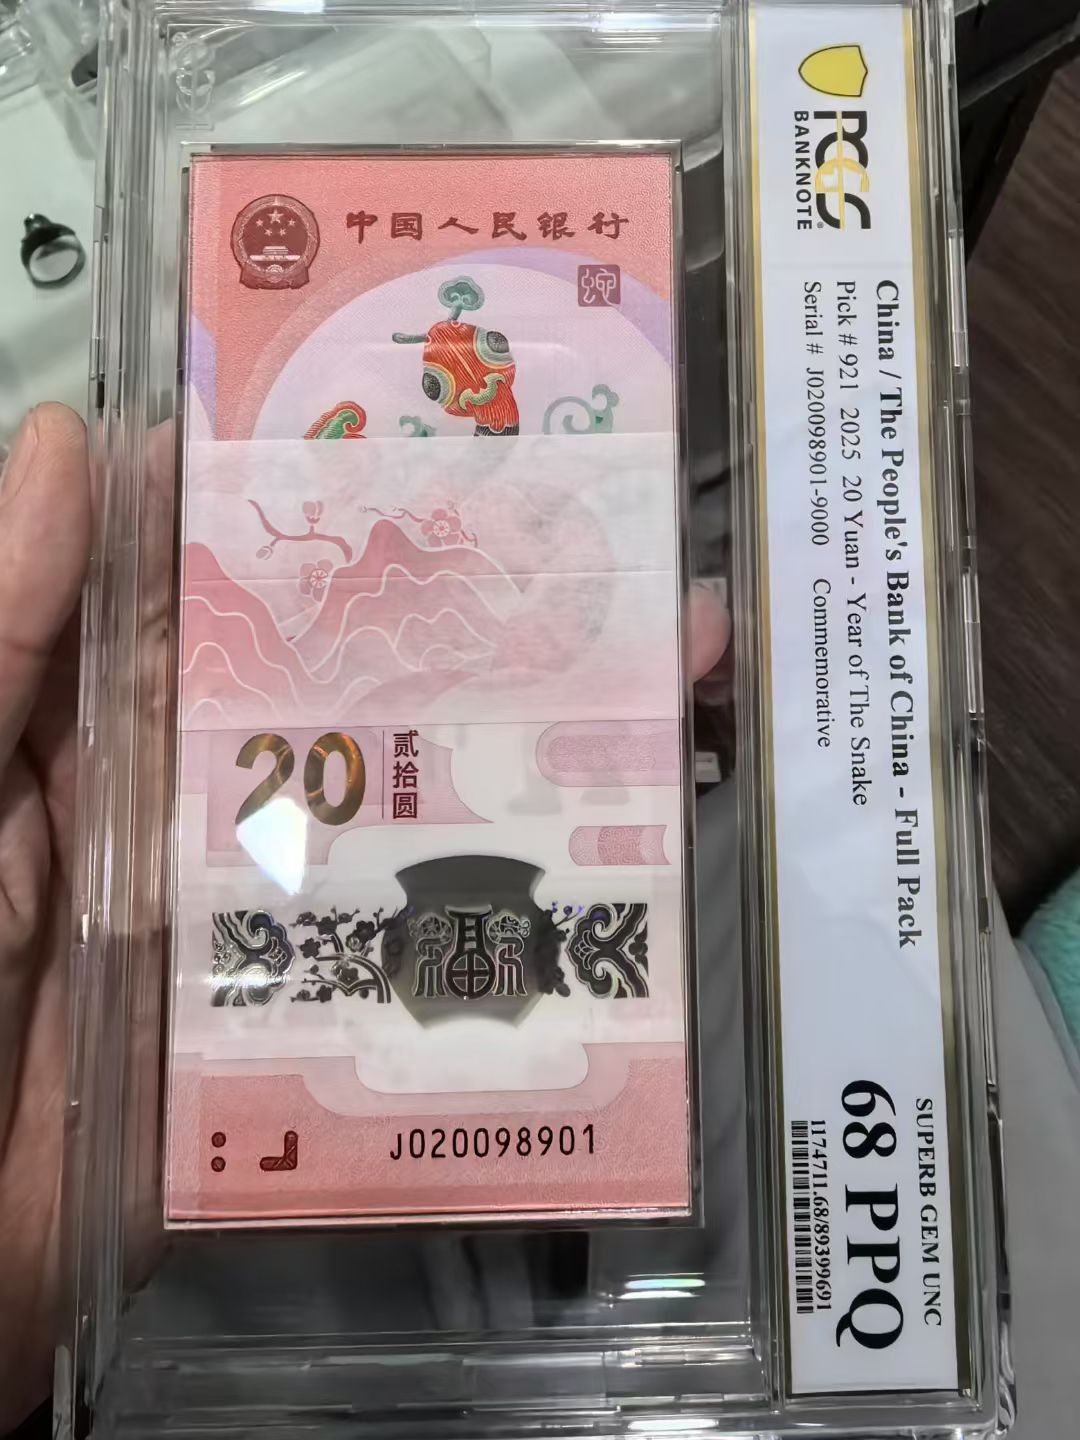 中国人民银行
蛇
20
贰拾圆
J020098901
PCGS
BANKNOTE
China / The People's Bank of China - Full Pack
Pick # 921 2025 20 Yuan - Year of The Snake
Serial # J020098901-9000 Commemorative
SUPERB GEM UNC
68 PPQ
1174711.68/89399691